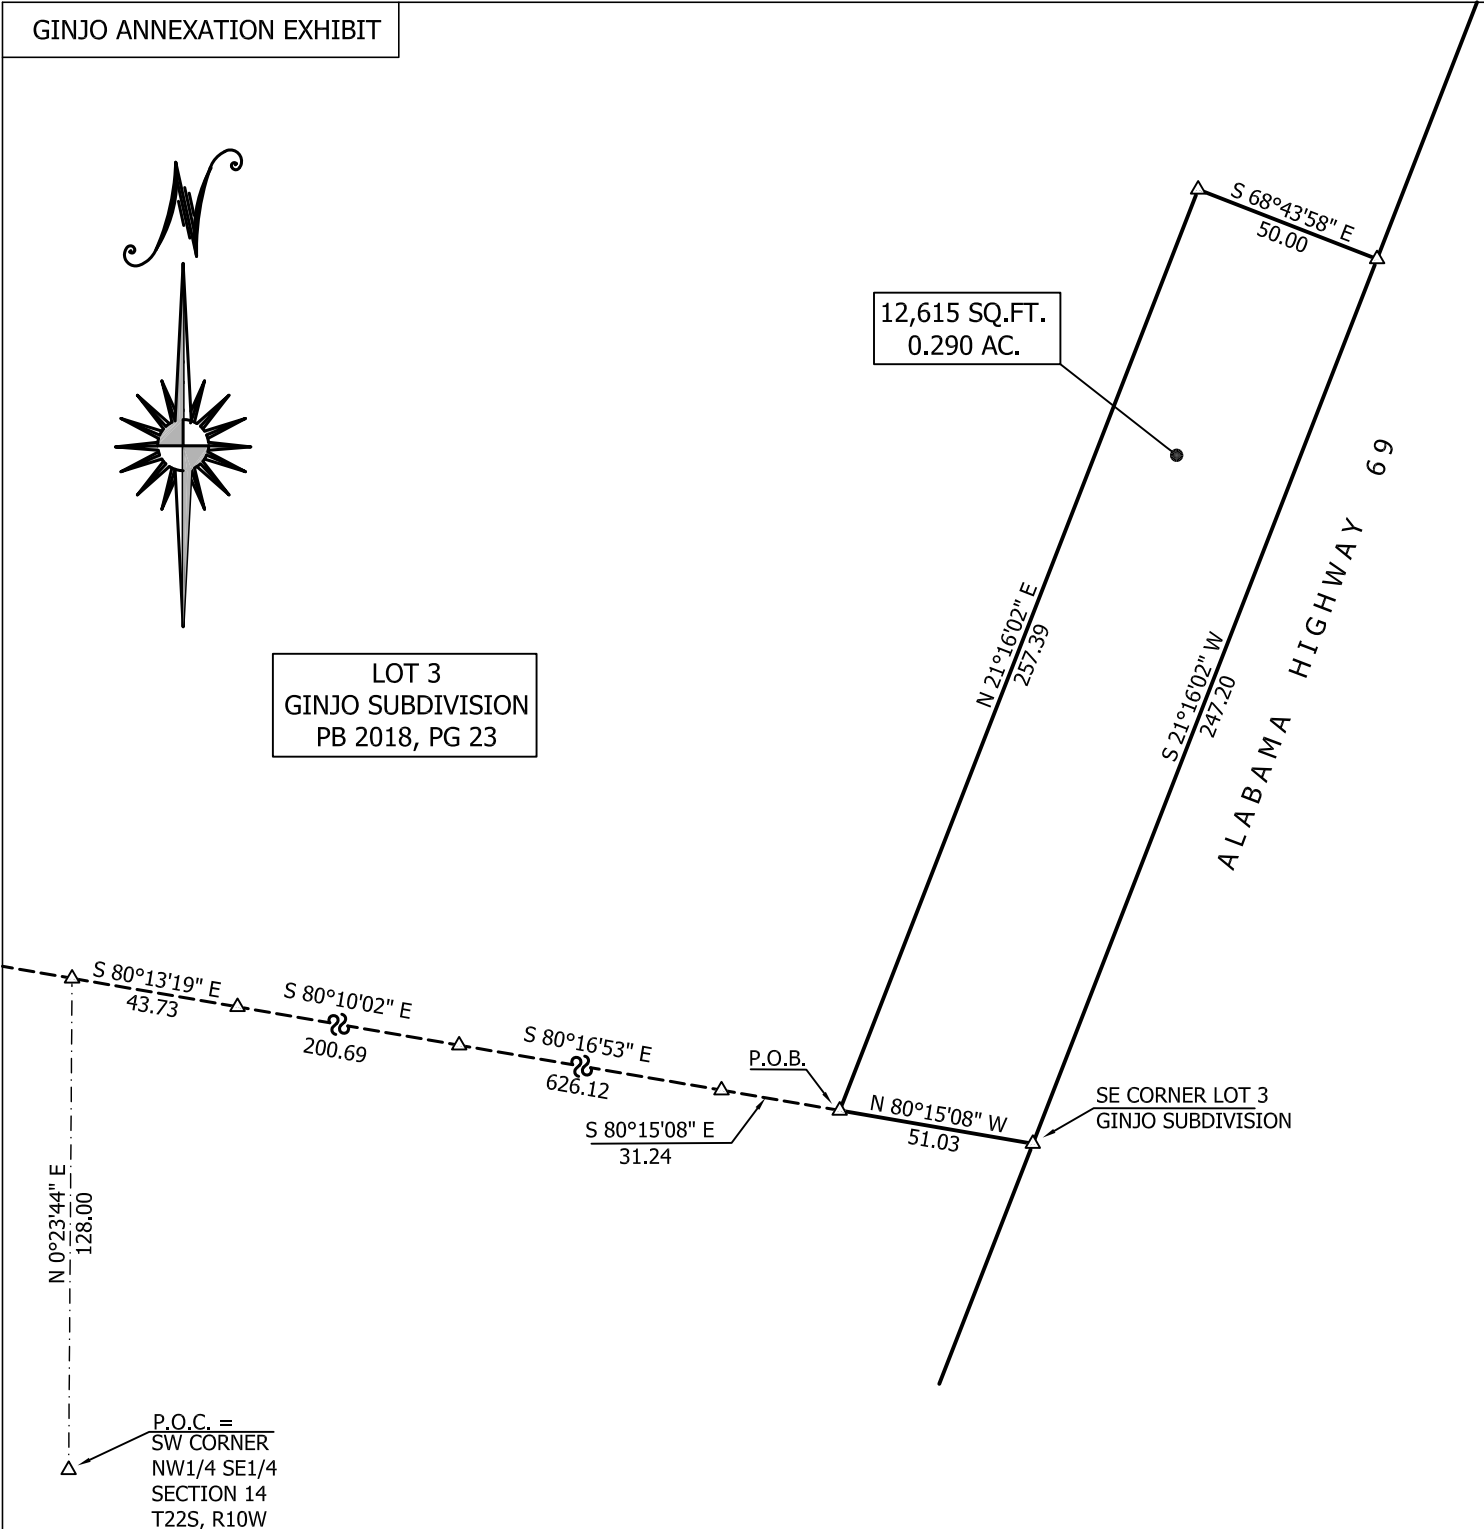 GINJO ANNEXATION EXHIBIT
N
S 68°43'58" E
50.00
12,615 SQ.FT.
0.290 AC.
N 21°16'02" E
257.39
S 21°16'02" W
247.20
ALABAMA HIGHWAY 69
LOT 3
GINJO SUBDIVISION
PB 2018, PG 23
S 80°13'19" E
43.73
S 80°10'02" E
200.69
S 80°16'53" E
626.12
P.O.B.
S 80°15'08" E
31.24
N 80°15'08" W
51.03
SE CORNER LOT 3
GINJO SUBDIVISION
N 0°23'44" E
128.00
P.O.C. =
SW CORNER
NW1/4 SE1/4
SECTION 14
T22S, R10W